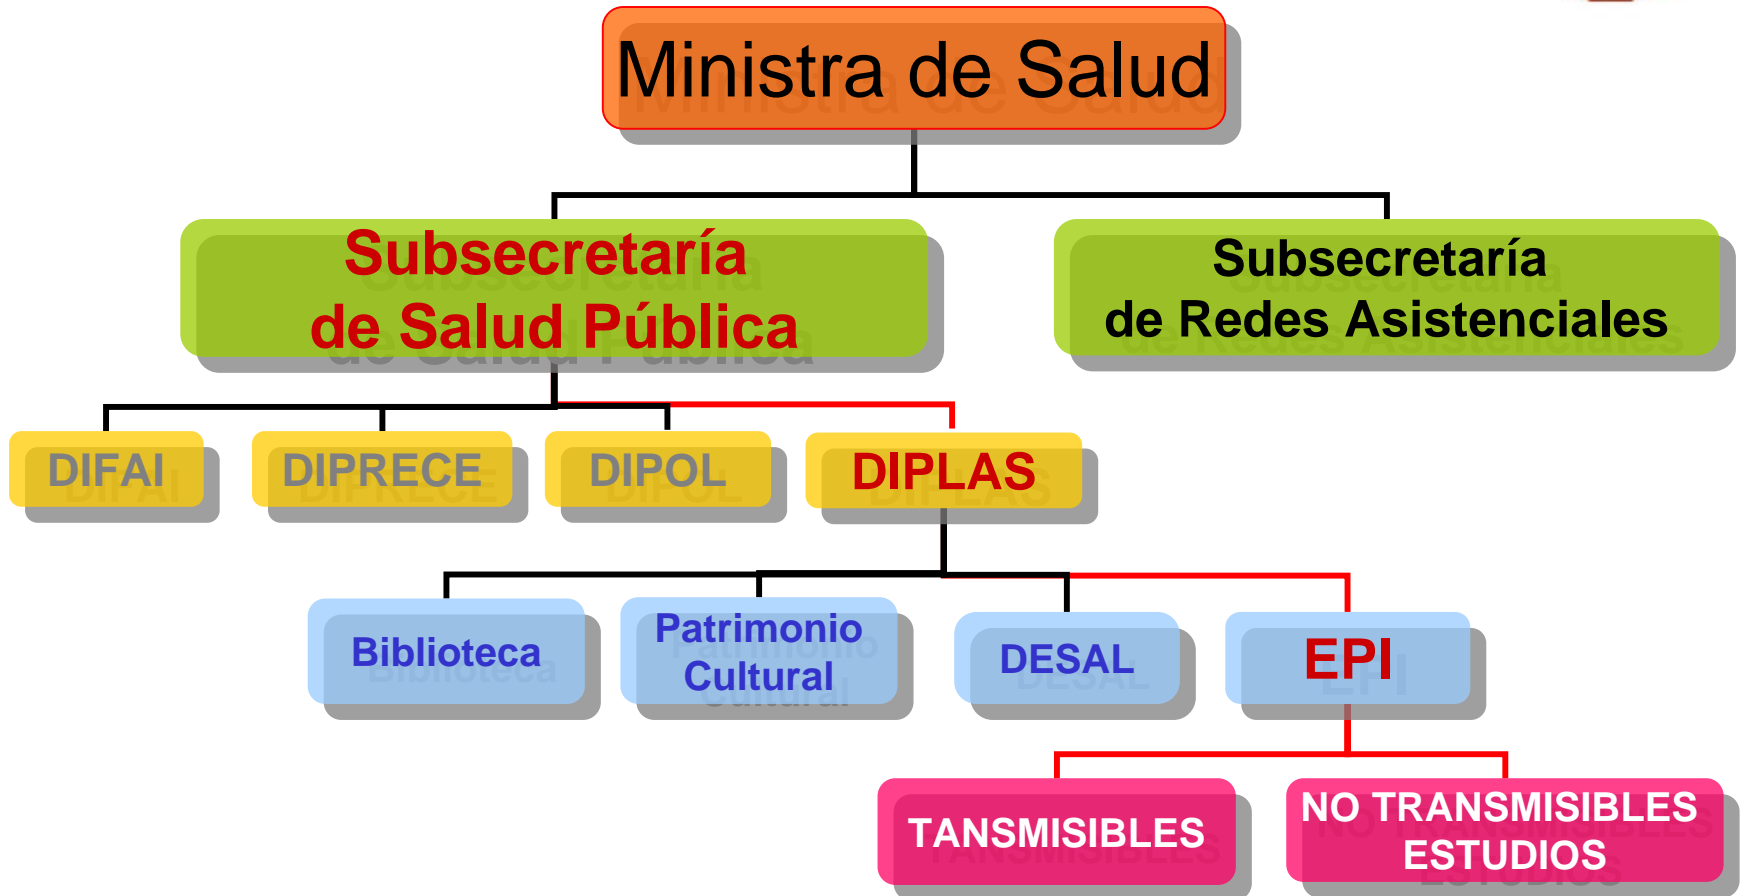 Ministra de Salud
Subsecretaría
de Salud Pública
Subsecretaría
de Redes Asistenciales
DIFAI
DIPRECE
DIPOL
DIPLAS
Biblioteca
Patrimonio
Cultural
DESAL
EPI
TANSMISIBLES
NO TRANSMISIBLES
ESTUDIOS